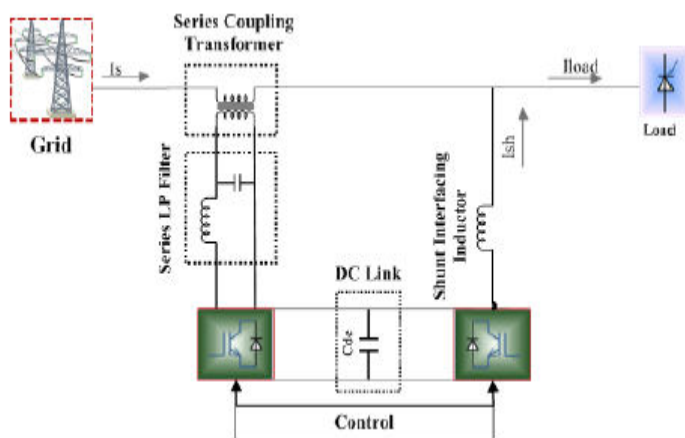 Series Coupling
Transformer
Is
Iload
Grid
Load
Ish
Series LP Filter
Shunt Interfacing
Inductor
DC Link
Cdc
Control